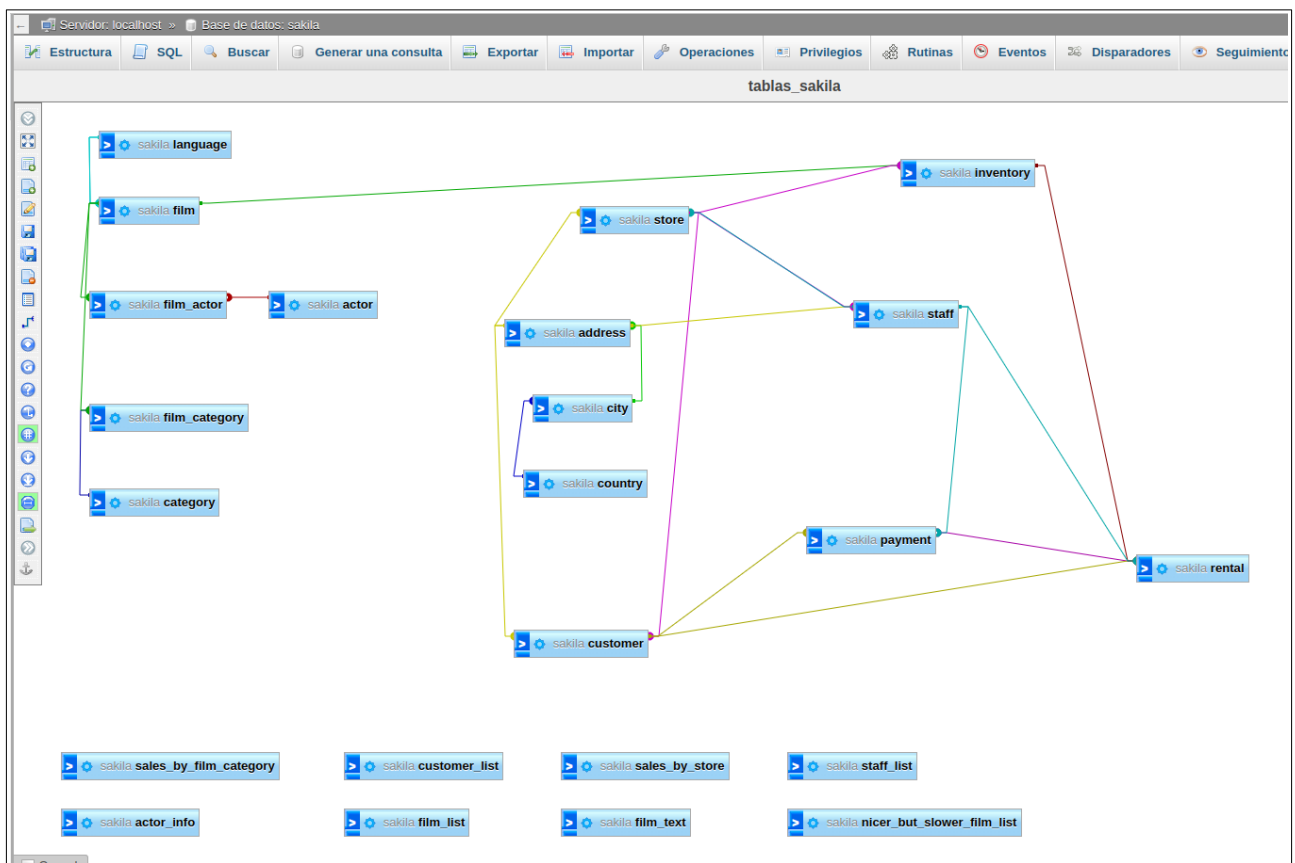 Servidor: localhost » Base de datos: sakila
Estructura SQL Buscar Generar una consulta Exportar Importar Operaciones Privilegios Rutinas Eventos Disparadores Seguimiento
tablas_sakila
sakila language
sakila inventory
sakila film
sakila store
sakila film_actor
sakila actor
sakila staff
sakila address
sakila city
sakila film_category
sakila country
sakila category
sakila payment
sakila rental
sakila customer
sakila sales_by_film_category
sakila customer_list
sakila sales_by_store
sakila staff_list
sakila actor_info
sakila film_list
sakila film_text
sakila nicer_but_slower_film_list